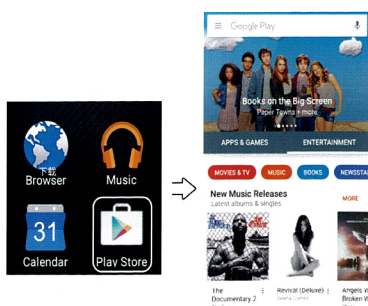 下载
Browser
Music
31
Calendar
Play Store
Google Play
Books on the Big Screen
Paper Towns + more
APPS & GAMES
ENTERTAINMENT
MOVIES & TV
MUSIC
BOOKS
NEWSSTA
New Music Releases
Latest albums & singles
MORE
The
Documentary 2
Revival (Deluxe)
Selena Gomez
Angels W
Broken W